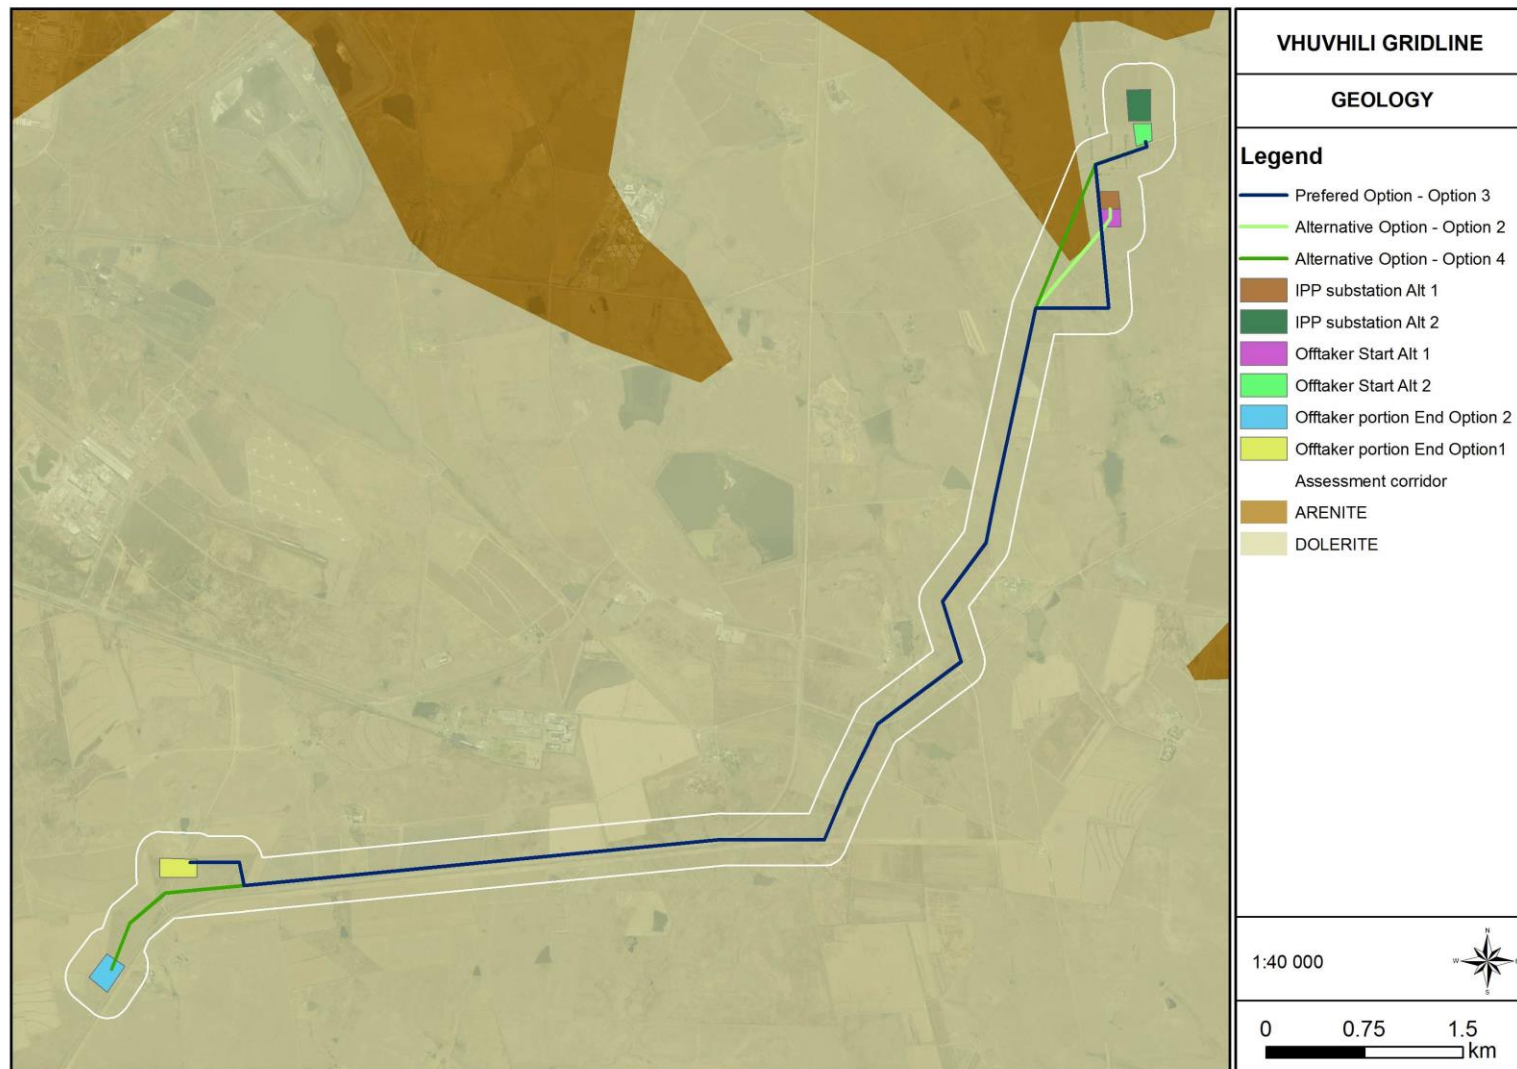 VHUVHILI GRIDLINE
GEOLOGY
Legend
Prefered Option - Option 3
Alternative Option - Option 2
Alternative Option - Option 4
IPP substation Alt 1
IPP substation Alt 2
Offtaker Start Alt 1
Offtaker Start Alt 2
Offtaker portion End Option 2
Offtaker portion End Option1
Assessment corridor
ARENITE
DOLERITE
1:40 000
N
W E
S
0 0.75 1.5
km